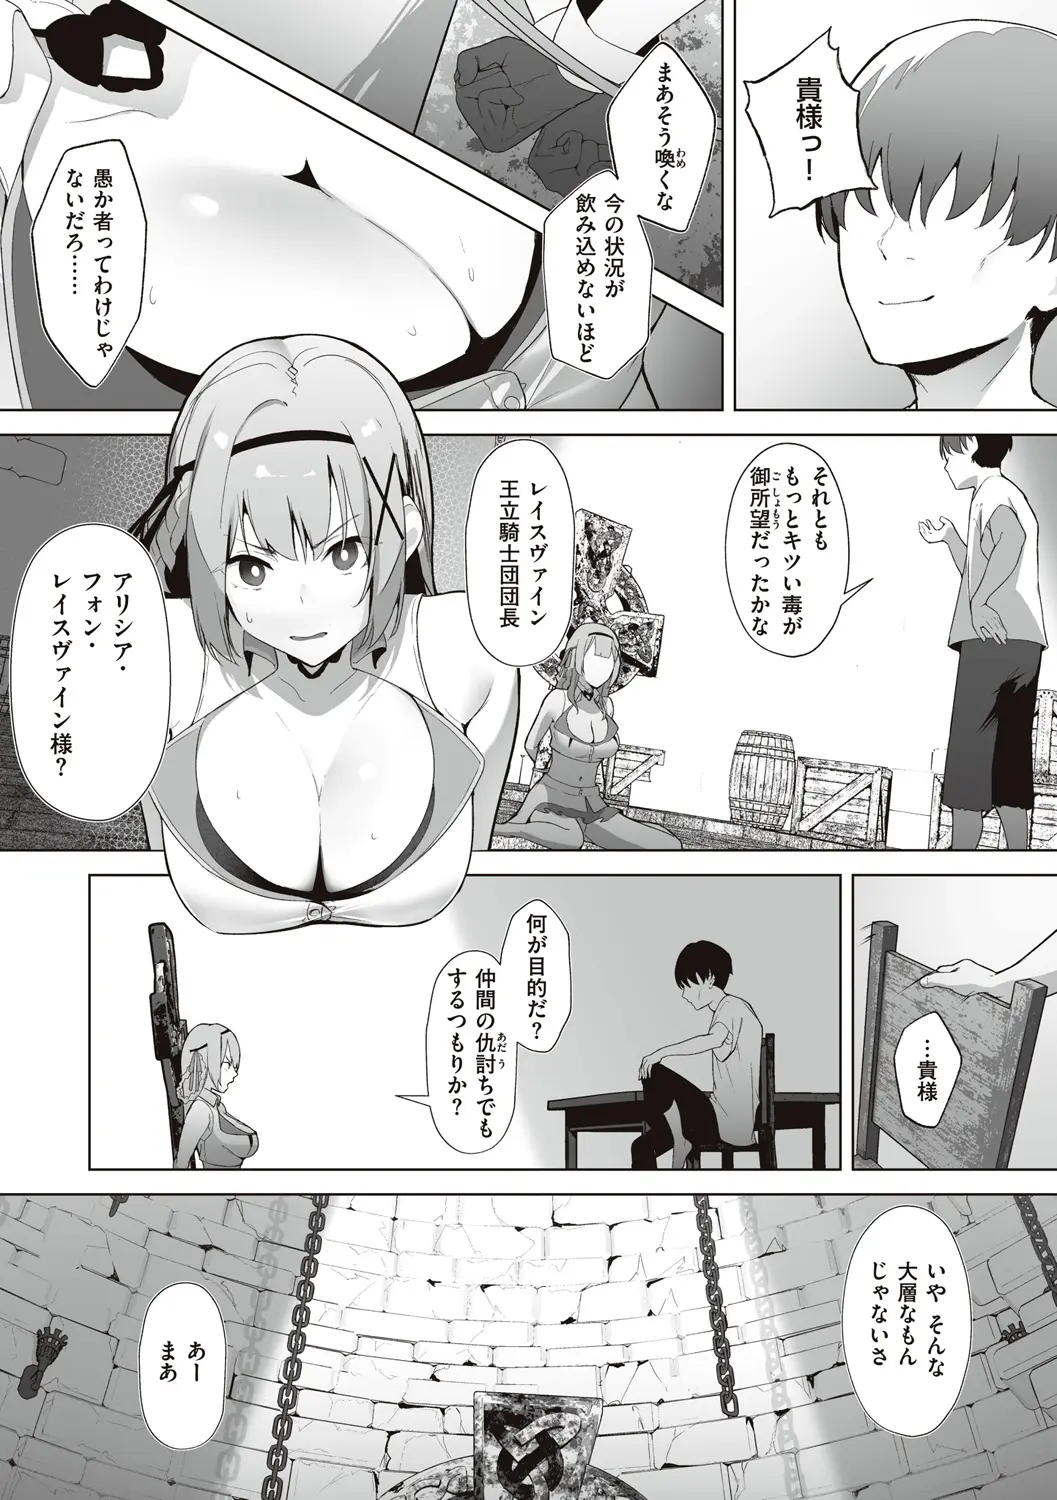 貴様っ！
まあそう喚くな
今の状況が
飲み込めないほど
愚か者ってわけじゃ
ないだろ……
それとも
もっとキツい毒が
御所望だったかな
レイスヴァイン
王立騎士団団長
アリシア・
フォン・
レイスヴァイン様？
…貴様
何が目的だ？
仲間の仇討ちでも
するつもりか？
いや そんな
大層なもん
じゃないさ
あー
まあ